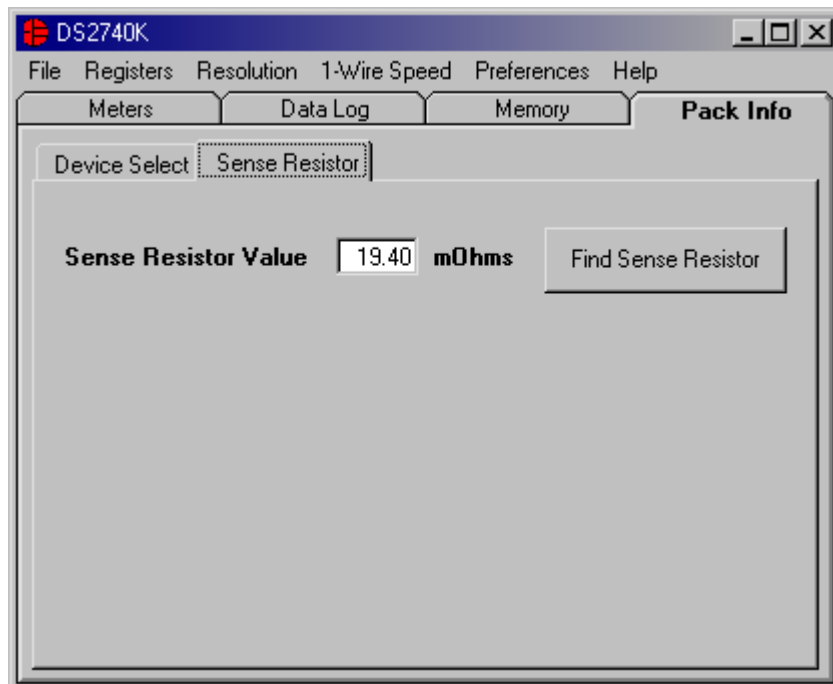 DS2740K
File Registers Resolution 1-Wire Speed Preferences Help
Meters Data Log Memory Pack Info
Device Select Sense Resistor
Sense Resistor Value 19.40 mOhms Find Sense Resistor